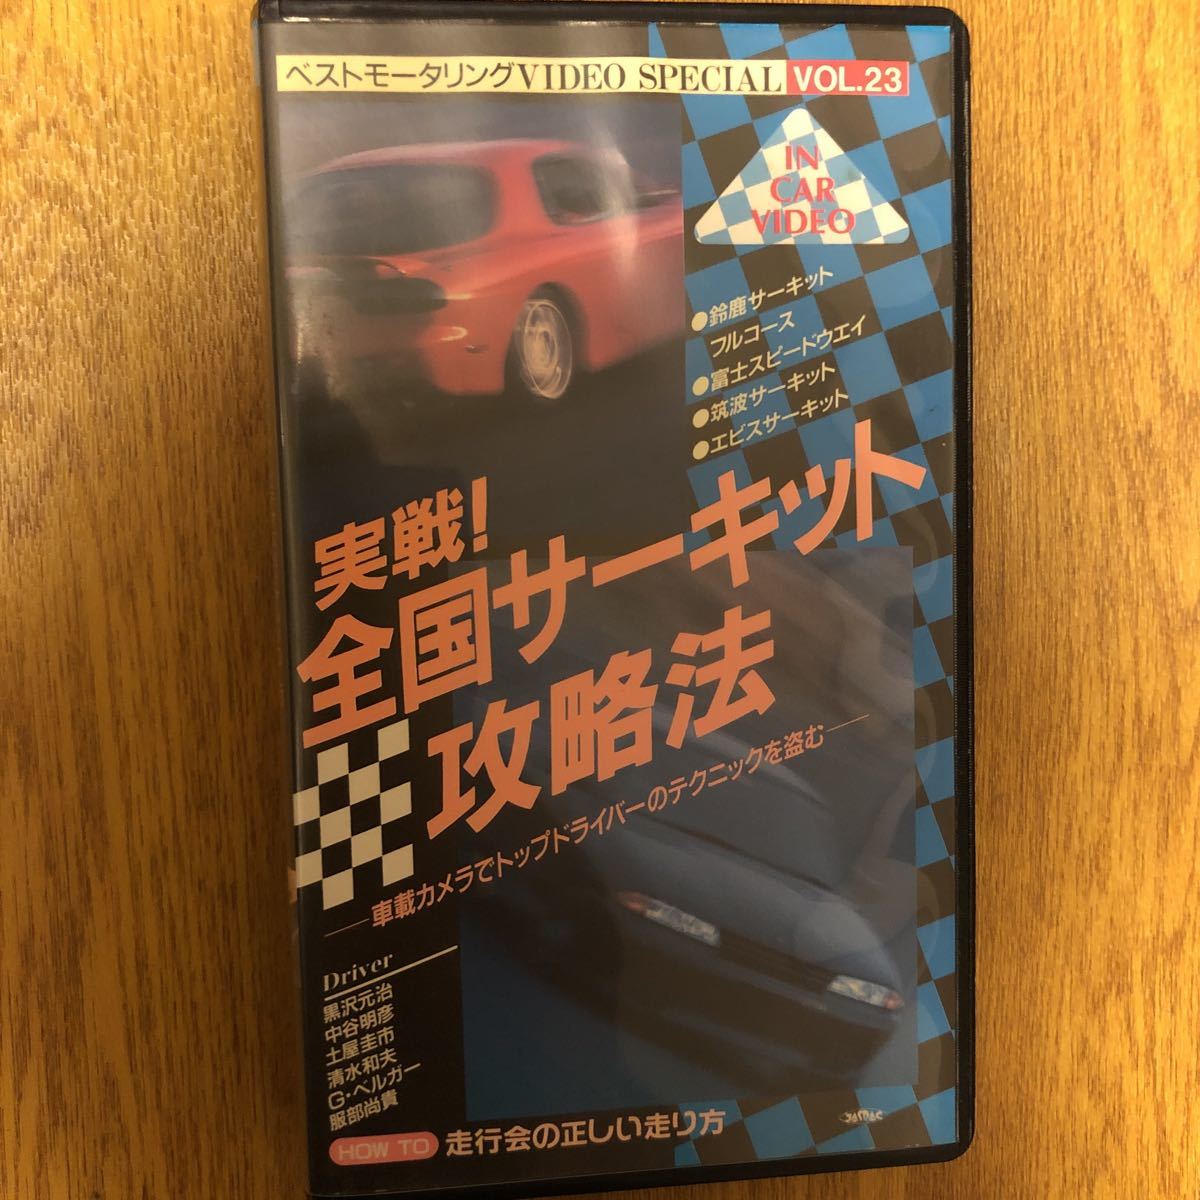 ベストモータリングVIDEO SPECIAL VOL.23
IN
CAR
VIDEO
●鈴鹿サーキット
フルコース
●富士スピードウエイ
●筑波サーキット
●エビスサーキット
実戦!
全国サーキット
攻略法
―車載カメラでトップドライバーのテクニックを盗む―
Driver
黒沢元治
中谷明彦
土屋圭市
清水和夫
G・ベルガー
服部尚貴
HOW TO 走行会の正しい走り方
JASRAC